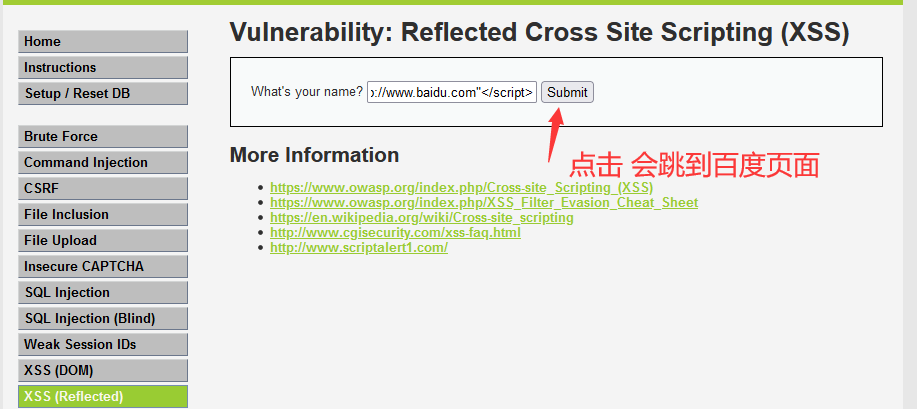 Home
Instructions
Setup / Reset DB
Brute Force
Command Injection
CSRF
File Inclusion
File Upload
Insecure CAPTCHA
SQL Injection
SQL Injection (Blind)
Weak Session IDs
XSS (DOM)
XSS (Reflected)
Vulnerability: Reflected Cross Site Scripting (XSS)
What's your name? ://www.baidu.com"</script> Submit
点击 会跳到百度页面
More Information
https://www.owasp.org/index.php/Cross-site_Scripting_(XSS)
https://www.owasp.org/index.php/XSS_Filter_Evasion_Cheat_Sheet
https://en.wikipedia.org/wiki/Cross-site_scripting
http://www.cgisecurity.com/xss-faq.html
http://www.scriptalert1.com/